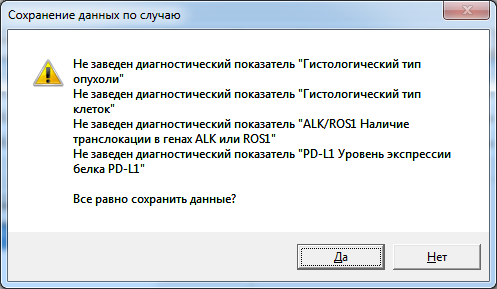 Сохранение данных по случаю
Не заведен диагностический показатель "Гистологический тип
опухоли"
Не заведен диагностический показатель "Гистологический тип
клеток"
Не заведен диагностический показатель "ALK/ROS1 Наличие
транслокации в генах ALK или ROS1"
Не заведен диагностический показатель "PD-L1 Уровень экспрессии
белка PD-L1"
Все равно сохранить данные?
Да
Нет